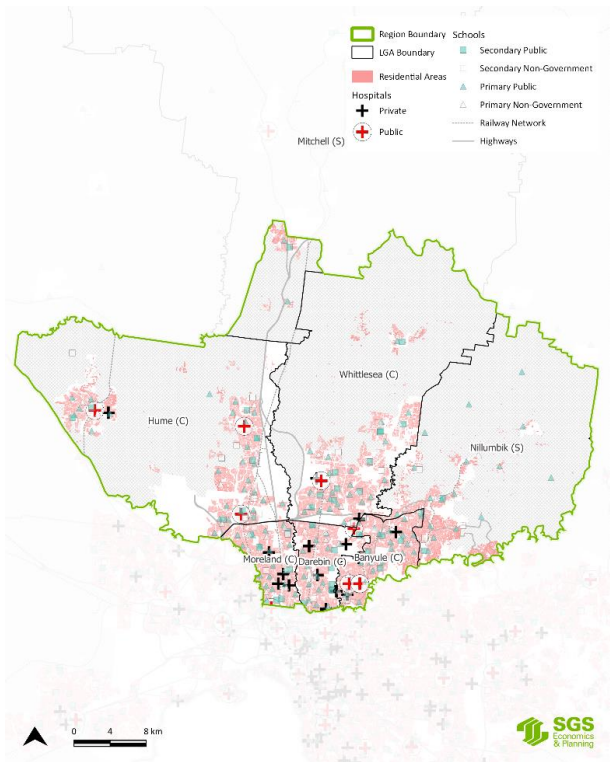 Region Boundary
LGA Boundary
Residential Areas
Hospitals
Private
Public
Schools
Secondary Public
Secondary Non-Government
Primary Public
Primary Non-Government
Railway Network
Highways
Mitchell (S)
Whittlesea (C)
Hume (C)
Nillumbik (S)
Moreland (C)
Darebin (C)
Banyule (C)
0 4 8 km
SGS
Economics
& Planning